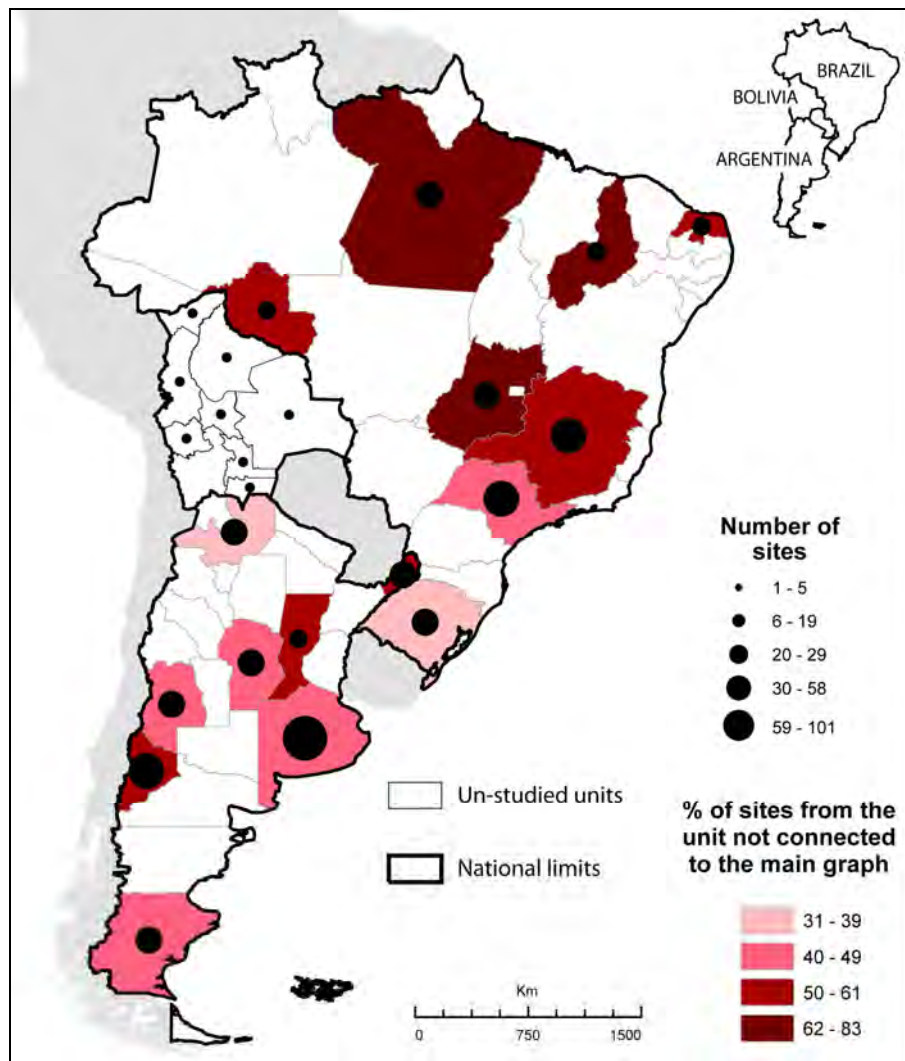 BRAZIL
BOLIVIA
ARGENTINA
Number of
sites
1 - 5
6 - 19
20 - 29
30 - 58
59 - 101
Un-studied units
National limits
% of sites from the
unit not connected
to the main graph
31 - 39
40 - 49
50 - 61
62 - 83
Km
0 750 1500